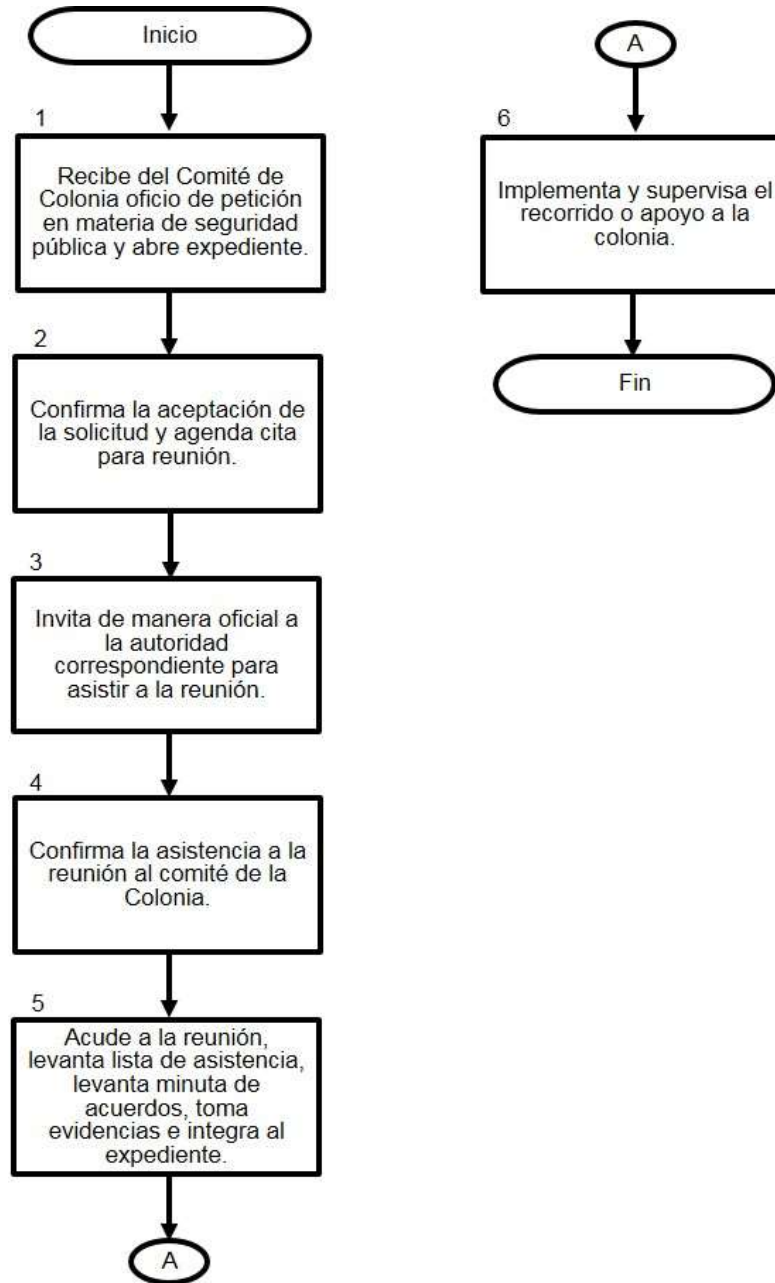 Inicio
1
Recibe del Comité de
Colonia oficio de petición
en materia de seguridad
pública y abre expediente.
2
Confirma la aceptación de
la solicitud y agenda cita
para reunión.
3
Invita de manera oficial a
la autoridad
correspondiente para
asistir a la reunión.
4
Confirma la asistencia a la
reunión al comité de la
Colonia.
5
Acude a la reunión,
levanta lista de asistencia,
levanta minuta de
acuerdos, toma
evidencias e integra al
expediente.
A
A
6
Implementa y supervisa el
recorrido o apoyo a la
colonia.
Fin